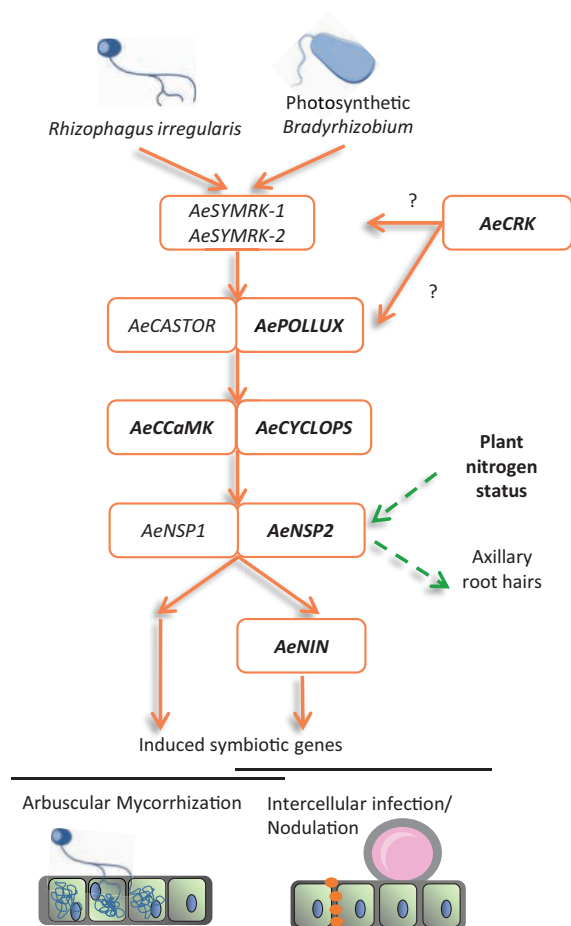 Rhizophagus irregularis
Photosynthetic
Bradyrhizobium
AeSYMRK-1
AeSYMRK-2
?
AeCRK
?
AeCASTOR
AePOLLUX
AeCCaMK
AeCYCLOPS
Plant
nitrogen
status
AeNSP1
AeNSP2
Axillary
root hairs
AeNIN
Induced symbiotic genes
Arbuscular Mycorrhization
Intercellular infection/
Nodulation